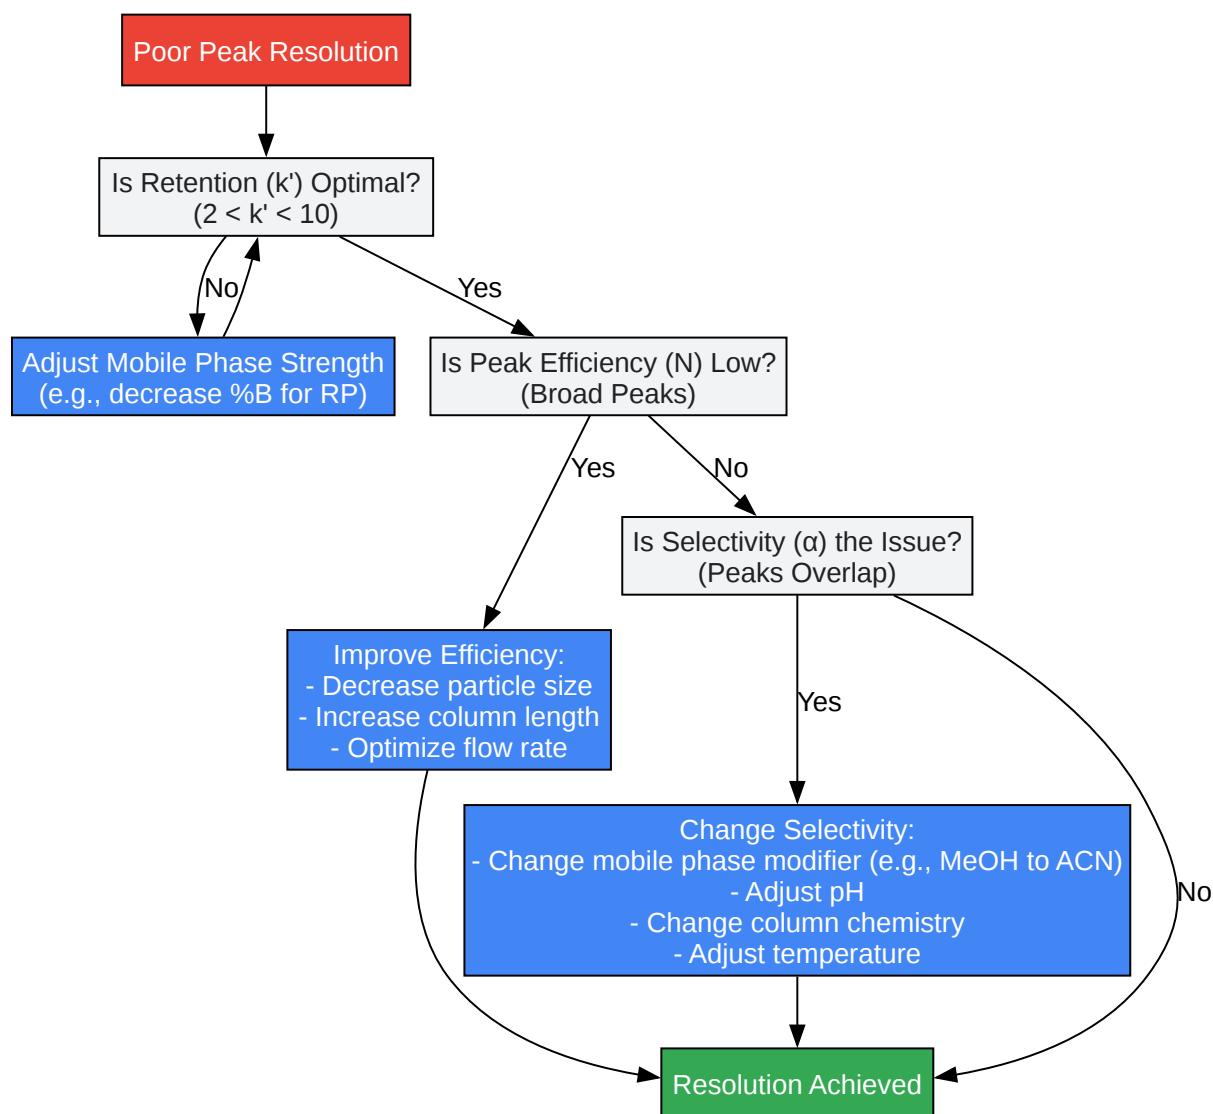 Poor Peak Resolution
Is Retention (k') Optimal?
(2 < k' < 10)
No
Yes
Adjust Mobile Phase Strength
(e.g., decrease %B for RP)
Is Peak Efficiency (N) Low?
(Broad Peaks)
Yes
No
Is Selectivity (α) the Issue?
(Peaks Overlap)
Improve Efficiency:
- Decrease particle size
- Increase column length
- Optimize flow rate
Yes
Change Selectivity:
- Change mobile phase modifier (e.g., MeOH to ACN)
- Adjust pH
- Change column chemistry
- Adjust temperature
No
Resolution Achieved